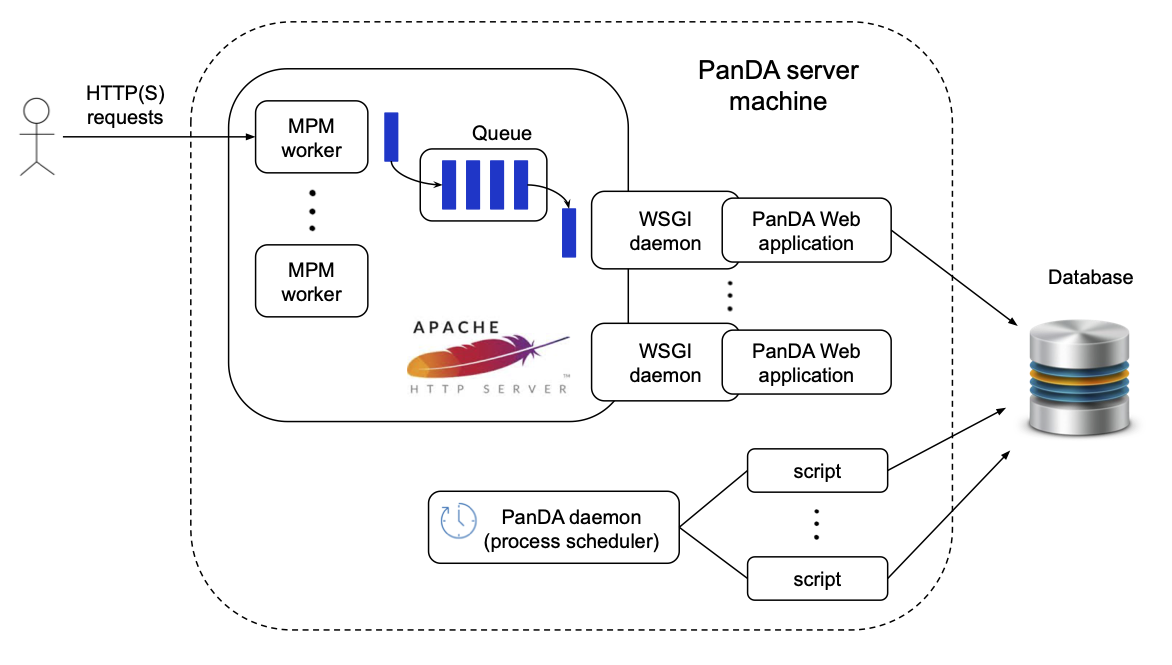 PanDA server
machine
HTTP(S)
requests
MPM
worker
Queue
MPM
worker
WSGI
daemon
PanDA Web
application
Database
APACHE
HTTP SERVER
™
WSGI
daemon
PanDA Web
application
script
PanDA daemon
(process scheduler)
script